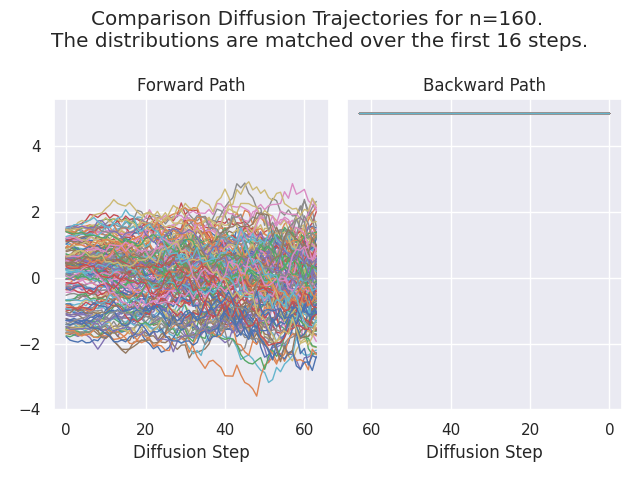 Comparison Diffusion Trajectories for n=160.
The distributions are matched over the first 16 steps.
Forward Path
Backward Path
4
2
0
−2
−4
0
20
40
60
60
40
20
0
Diffusion Step
Diffusion Step